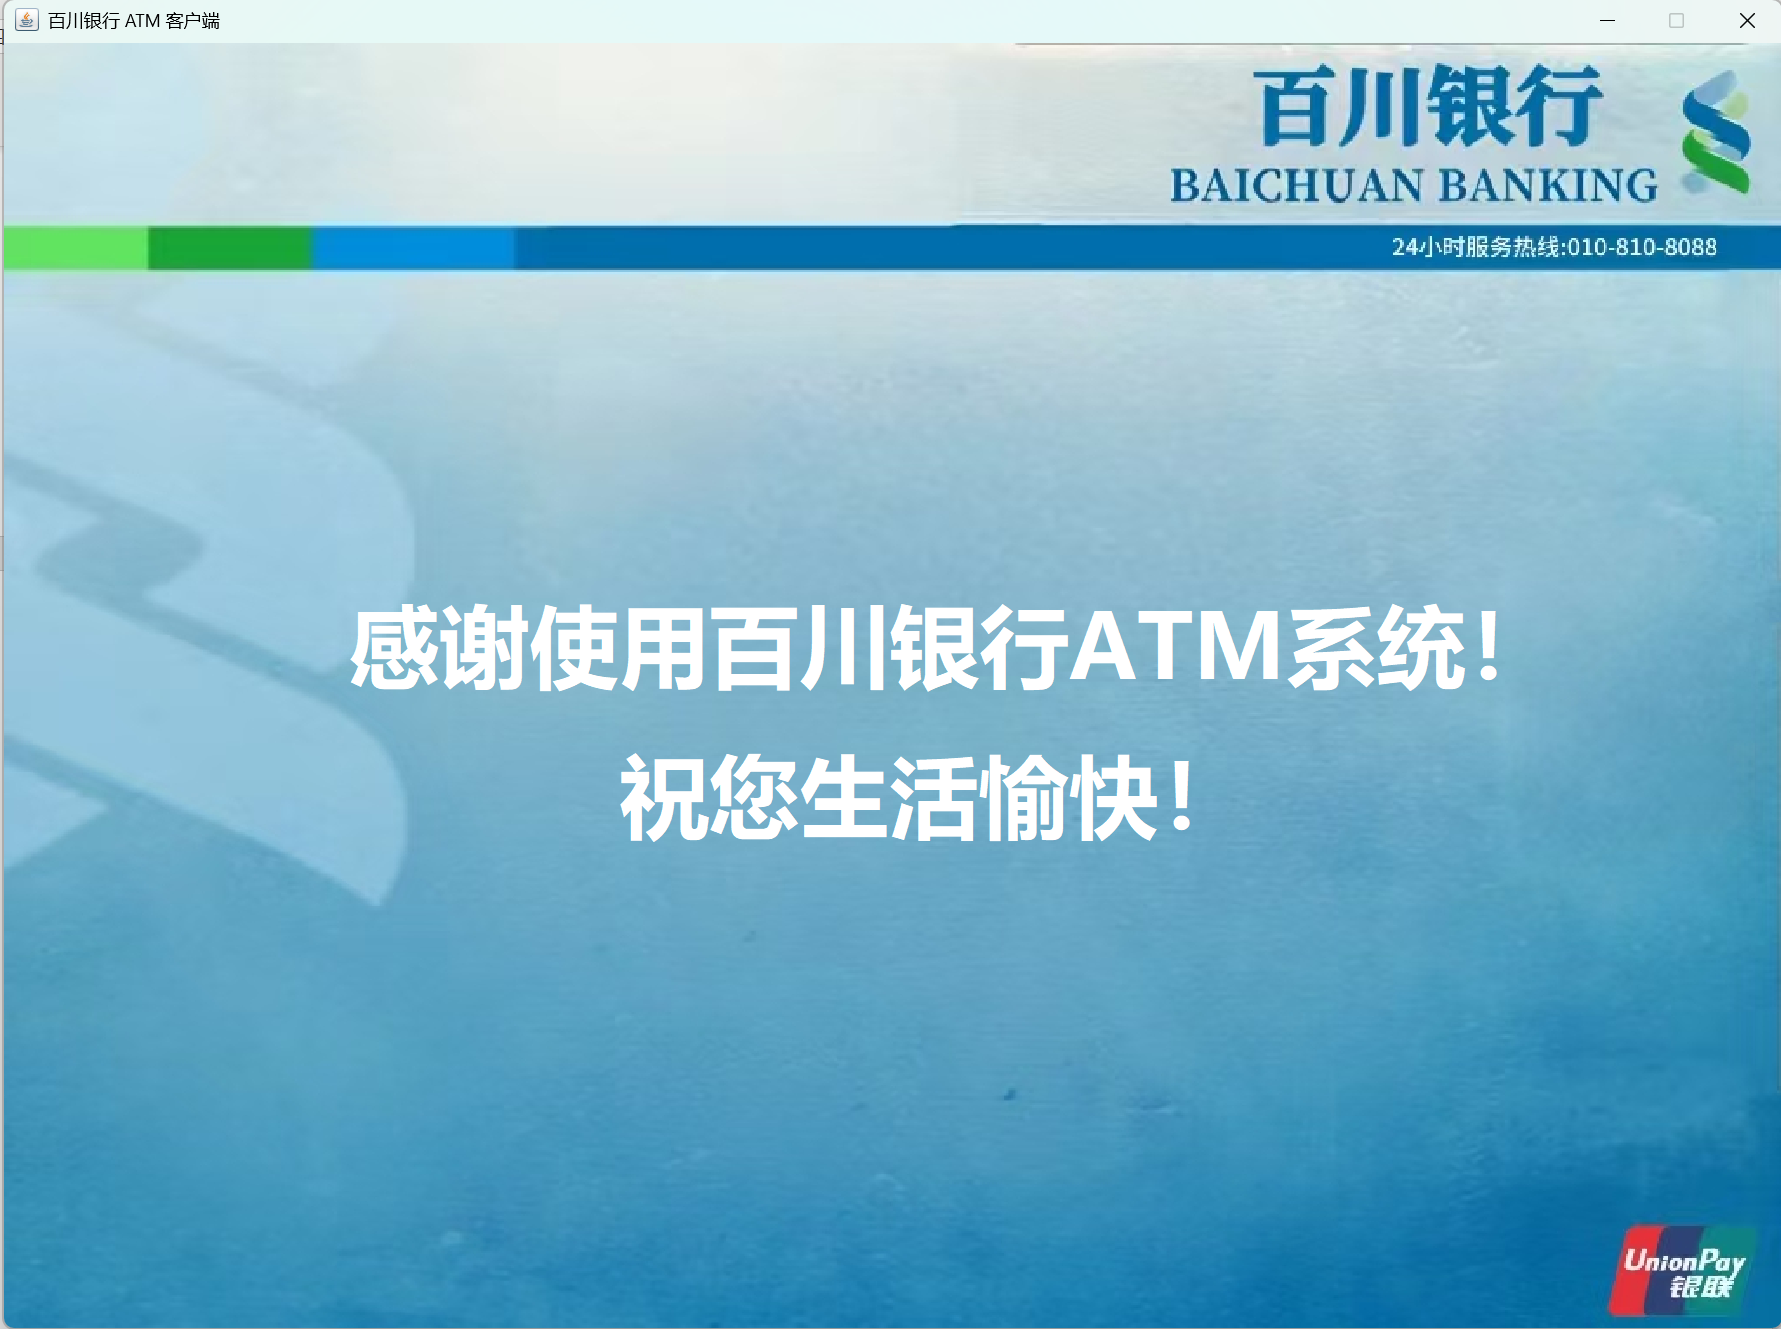 百川银行 ATM 客户端
百川银行
BAICHUAN BANKING
24小时服务热线:010-810-8088
感谢使用百川银行ATM系统！
祝您生活愉快！
UnionPay
银联